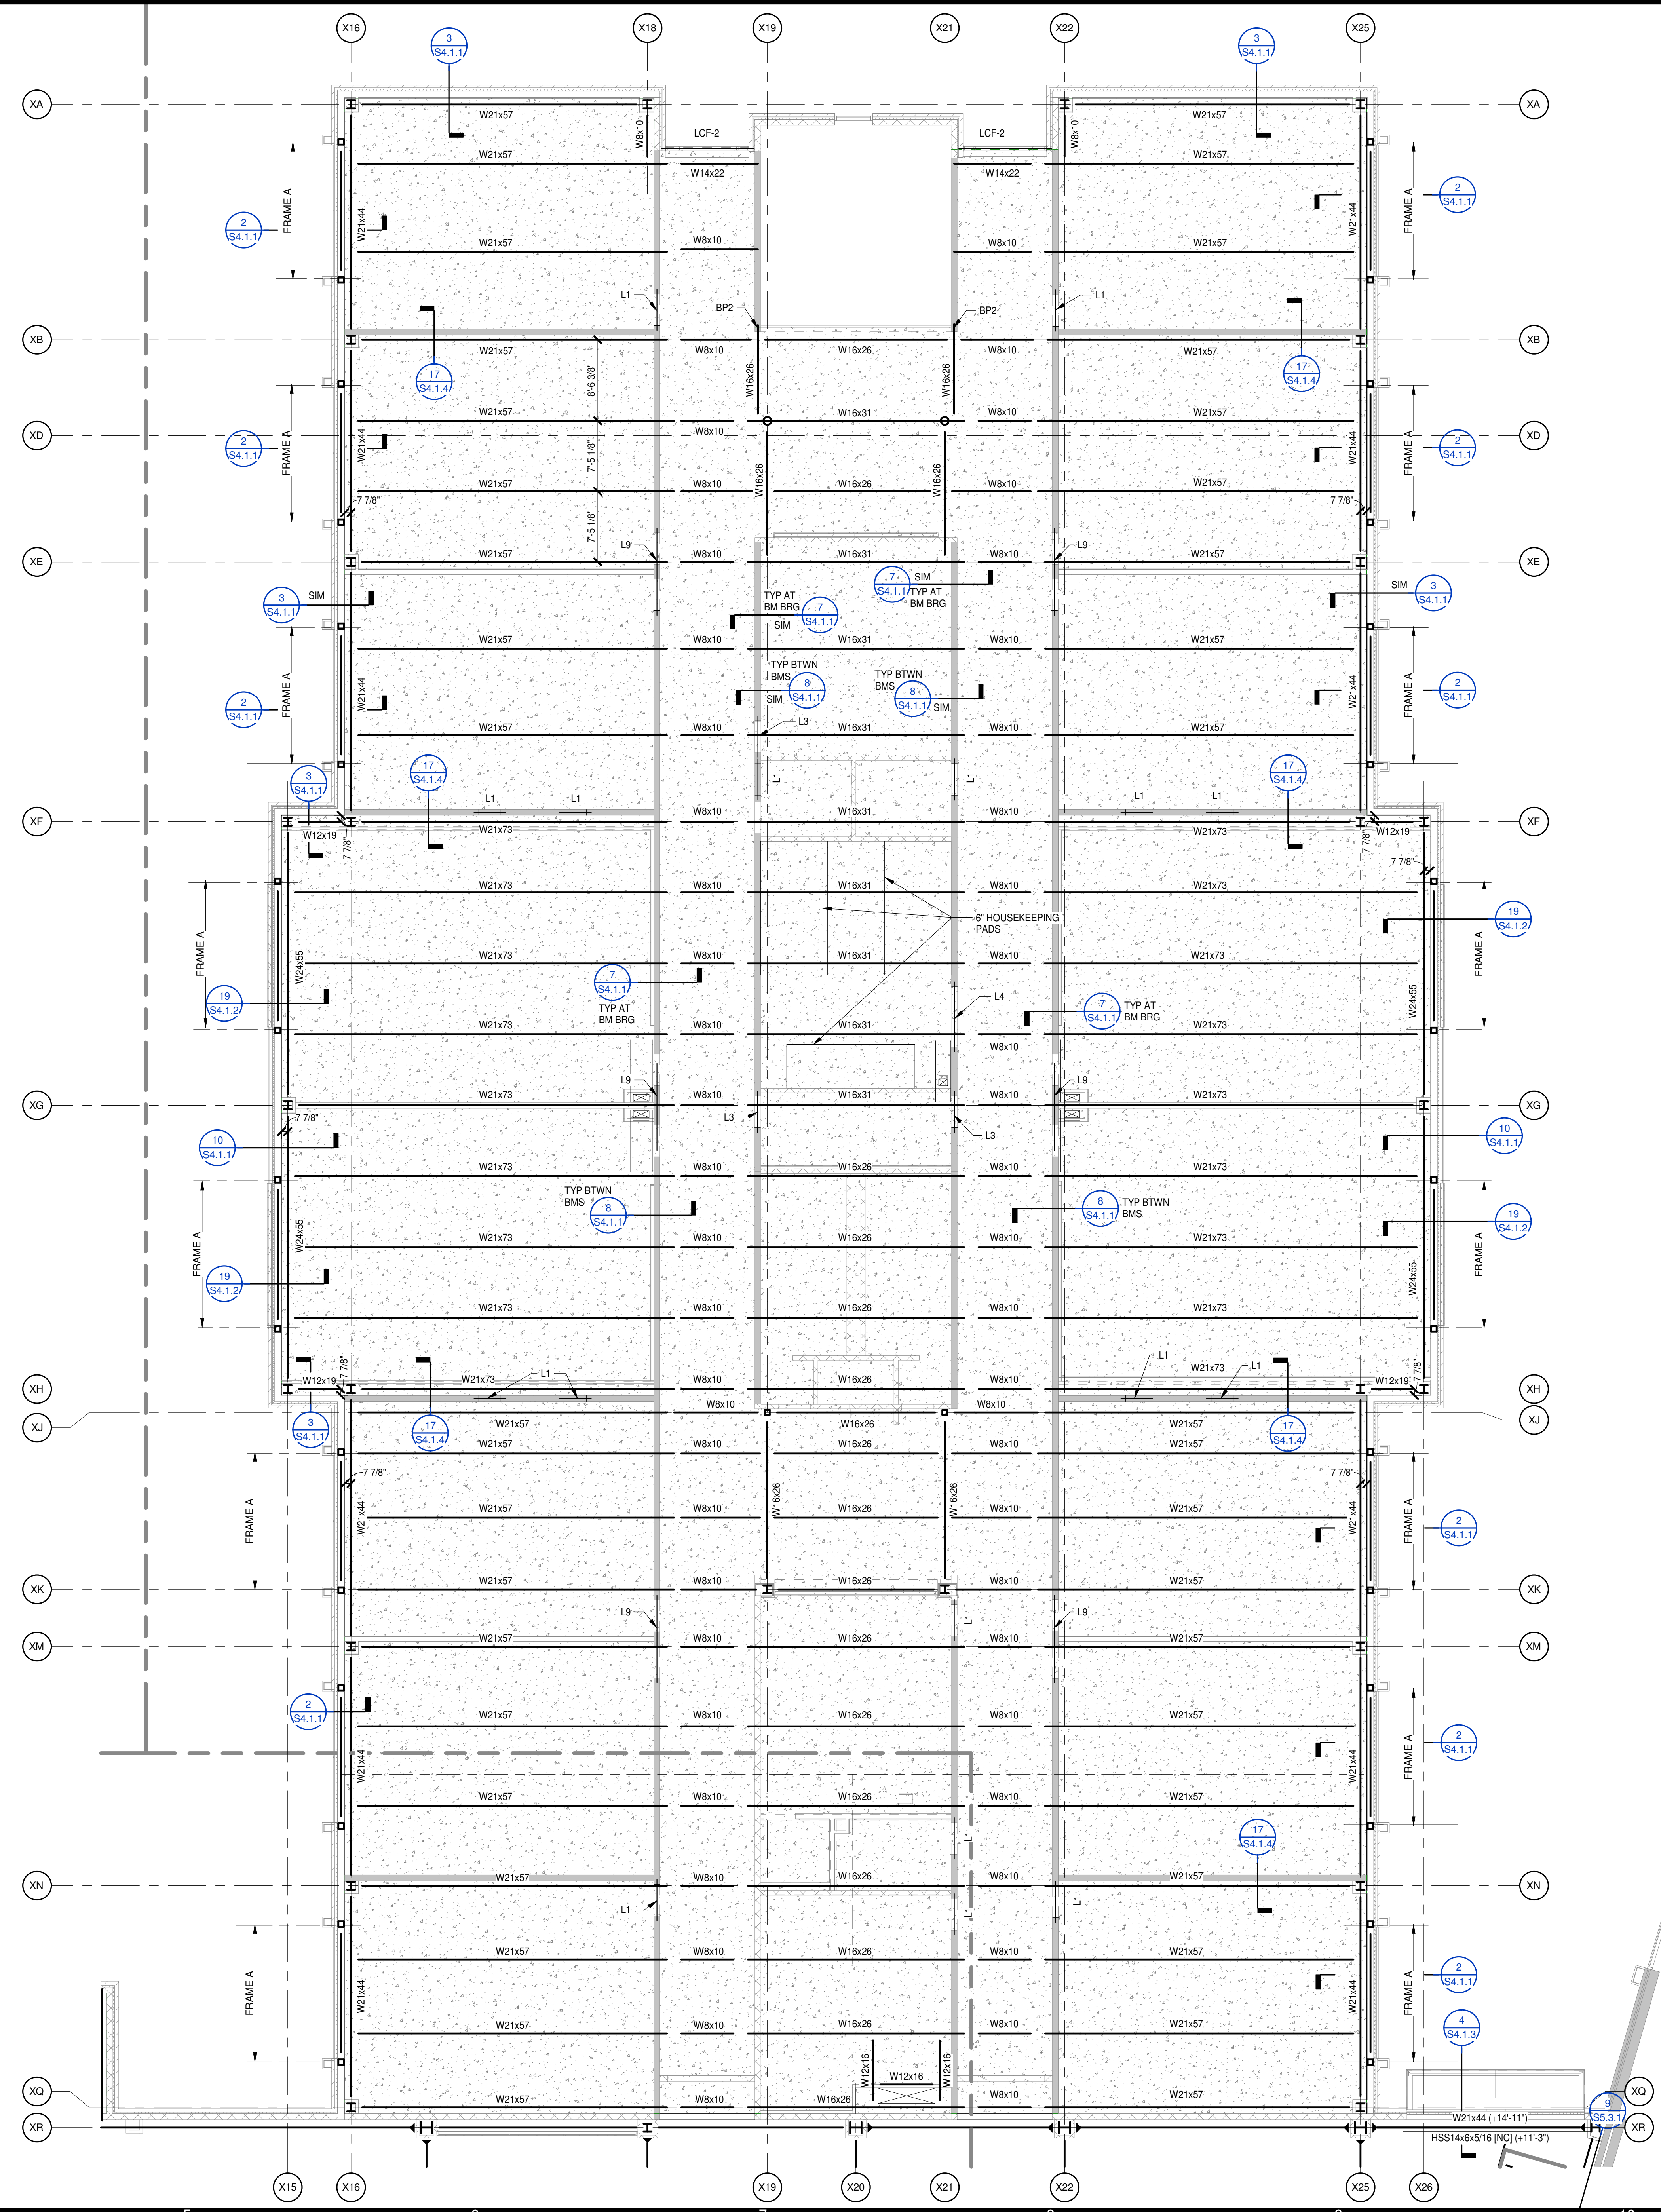 X16 X18 X19 X21 X22 X25
3
S4.1.1
3
S4.1.1
XA XA
W21x57 W21x57
W8x10 W8x10
LCF-2 LCF-2
W21x57 W21x57
W14x22 W14x22
FRAME A FRAME A
2
S4.1.1
2
S4.1.1
W21x44 W21x44
W21x57 W8x10 W8x10 W21x57
L1 L1
BP2 BP2
XB XB
W21x57 W8x10 W16x26 W8x10 W21x57
17
S4.1.4
17
S4.1.4
8'-6 3/8"
W16x26 W16x26
W21x57 W8x10 W16x31 W8x10 W21x57
XD XD
FRAME A FRAME A
2
S4.1.1
2
S4.1.1
W21x44 W21x44
7'-5 1/8"
W16x26 W16x26
W21x57 W8x10 W16x26 W8x10 W21x57
7 7/8" 7 7/8"
7'-5 1/8"
L9 L9
XE XE
W21x57 W8x10 W16x31 W8x10 W21x57
7
S4.1.1
SIM
TYP AT
BM BRG
3
S4.1.1
SIM
TYP AT
BM BRG
SIM
7
S4.1.1
SIM
3
S4.1.1
W21x57 W8x10 W16x31 W8x10 W21x57
FRAME A FRAME A
2
S4.1.1
2
S4.1.1
W21x44 W21x44
TYP BTWN
BMS
SIM
8
S4.1.1
TYP BTWN
BMS
8
S4.1.1
SIM
L3
W21x57 W8x10 W16x31 W8x10 W21x57
3
S4.1.1
17
S4.1.4
L1 L1
17
S4.1.4
L1 L1 L1 L1
XF XF
W12x19 W21x73 W8x10 W16x31 W8x10 W21x73 W12x19
7 7/8" 7 7/8"
7 7/8"
W21x73 W8x10 W16x31 W8x10 W21x73
6" HOUSEKEEPING
PADS
FRAME A FRAME A
19
S4.1.2
W24x55 W24x55
W21x73 W8x10 W16x31 W8x10 W21x73
7
S4.1.1
TYP AT
BM BRG
L4
19
S4.1.2
7
S4.1.1
TYP AT
BM BRG
W21x73 W8x10 W16x31 W8x10 W21x73
L9 L9
XG XG
W21x73 W8x10 W16x31 W8x10 W21x73
7 7/8"
L3 L3
10
S4.1.1
10
S4.1.1
W21x73 W8x10 W16x26 W8x10 W21x73
TYP BTWN
BMS
8
S4.1.1
8
S4.1.1
TYP BTWN
BMS
19
S4.1.2
FRAME A FRAME A
W24x55 W24x55
W21x73 W8x10 W16x26 W8x10 W21x73
19
S4.1.2
W21x73 W8x10 W16x26 W8x10 W21x73
7 7/8" 7 7/8"
L1 L1 L1
XH XH
W12x19 W21x73 W8x10 W16x26 W8x10 W21x73 W12x19
XJ XJ
3
S4.1.1
17
S4.1.4
17
S4.1.4
W21x57 W8x10 W16x26 W8x10 W21x57
W21x57 W8x10 W16x26 W8x10 W21x57
7 7/8" 7 7/8"
FRAME A FRAME A
W21x44 W21x44
W16x26 W16x26
W21x57 W8x10 W16x26 W8x10 W21x57
2
S4.1.1
XK XK
W21x57 W8x10 W16x26 W8x10 W21x57
L9 L1 L9
XM XM
W21x57 W8x10 W16x26 W8x10 W21x57
2
S4.1.1
W21x57 W8x10 W16x26 W8x10 W21x57
W21x44 W21x44
FRAME A
2
S4.1.1
W21x57 W8x10 W16x26 W8x10 W21x57
L1
17
S4.1.4
XN XN
W21x57 W8x10 W16x26 W8x10 W21x57
L1 L1 L1
W21x57 W8x10 W16x26 W8x10 W21x57
FRAME A FRAME A
W21x44 W21x44
2
S4.1.1
W21x57 W8x10 W16x26 W8x10 W21x57
4
S4.1.3
W12x16 W12x16 W12x16
XQ XQ
W21x57 W8x10 W16x26 W8x10 W21x57
9
S5.3.1
XR XR
W21x44 (+14'-11")
HSS14x6x5/16 [NC] (+11'-3")
X15 X16 X19 X20 X21 X22 X25 X26